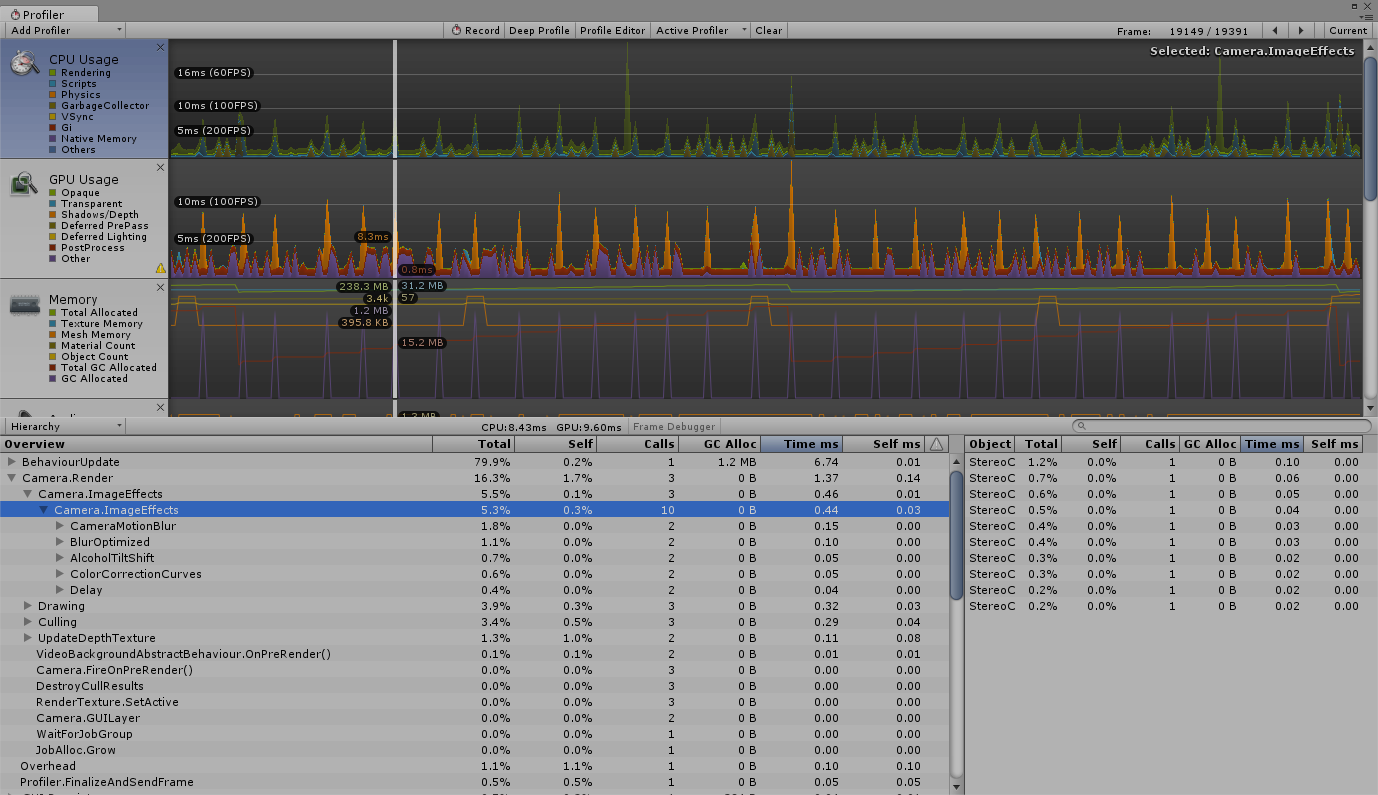 Profiler
Add Profiler Record Deep Profile Profile Editor Active Profiler Clear Frame: 19149 / 19391 Current
Selected: Camera.ImageEffects
CPU Usage
Rendering
Scripts
Physics
GarbageCollector
VSync
Gi
Native Memory
Others
16ms (60FPS)
10ms (100FPS)
5ms (200FPS)
GPU Usage
Opaque
Transparent
Shadows/Depth
Deferred PrePass
Deferred Lighting
PostProcess
Other
10ms (100FPS)
5ms (200FPS)
8.3ms
0.8ms
Memory
Total Allocated
Texture Memory
Mesh Memory
Material Count
Object Count
Total GC Allocated
GC Allocated
238.3 MB 31.2 MB
3.4k 57
1.2 MB
395.8 KB
15.2 MB
Hierarchy CPU:8.43ms GPU:9.60ms Frame Debugger
Overview Total Self Calls GC Alloc Time ms Self ms
BehaviourUpdate 79.9% 0.2% 1 1.2 MB 6.74 0.01
Camera.Render 16.3% 1.7% 3 0 B 1.37 0.14
Camera.ImageEffects 5.5% 0.1% 3 0 B 0.46 0.01
Camera.ImageEffects 5.3% 0.3% 10 0 B 0.44 0.03
CameraMotionBlur 1.8% 0.0% 2 0 B 0.15 0.00
BlurOptimized 1.1% 0.0% 2 0 B 0.10 0.00
AlcoholTiltShift 0.7% 0.0% 2 0 B 0.05 0.00
ColorCorrectionCurves 0.6% 0.0% 2 0 B 0.05 0.00
Delay 0.4% 0.0% 2 0 B 0.04 0.00
Drawing 3.9% 0.3% 3 0 B 0.32 0.03
Culling 3.4% 0.5% 3 0 B 0.29 0.04
UpdateDepthTexture 1.3% 1.0% 2 0 B 0.11 0.08
VideoBackgroundAbstractBehaviour.OnPreRender() 0.1% 0.1% 2 0 B 0.01 0.01
Camera.FireOnPreRender() 0.0% 0.0% 3 0 B 0.00 0.00
DestroyCullResults 0.0% 0.0% 3 0 B 0.00 0.00
RenderTexture.SetActive 0.0% 0.0% 3 0 B 0.00 0.00
Camera.GUILayer 0.0% 0.0% 2 0 B 0.00 0.00
WaitForJobGroup 0.0% 0.0% 1 0 B 0.00 0.00
JobAlloc.Grow 0.0% 0.0% 1 0 B 0.00 0.00
Overhead 1.1% 1.1% 1 0 B 0.10 0.10
Profiler.FinalizeAndSendFrame 0.5% 0.5% 1 0 B 0.05 0.05
Object Total Self Calls GC Alloc Time ms Self ms
StereoC 1.2% 0.0% 1 0 B 0.10 0.00
StereoC 0.7% 0.0% 1 0 B 0.06 0.00
StereoC 0.6% 0.0% 1 0 B 0.05 0.00
StereoC 0.5% 0.0% 1 0 B 0.04 0.00
StereoC 0.4% 0.0% 1 0 B 0.03 0.00
StereoC 0.4% 0.0% 1 0 B 0.03 0.00
StereoC 0.3% 0.0% 1 0 B 0.02 0.00
StereoC 0.3% 0.0% 1 0 B 0.02 0.00
StereoC 0.2% 0.0% 1 0 B 0.02 0.00
StereoC 0.2% 0.0% 1 0 B 0.02 0.00